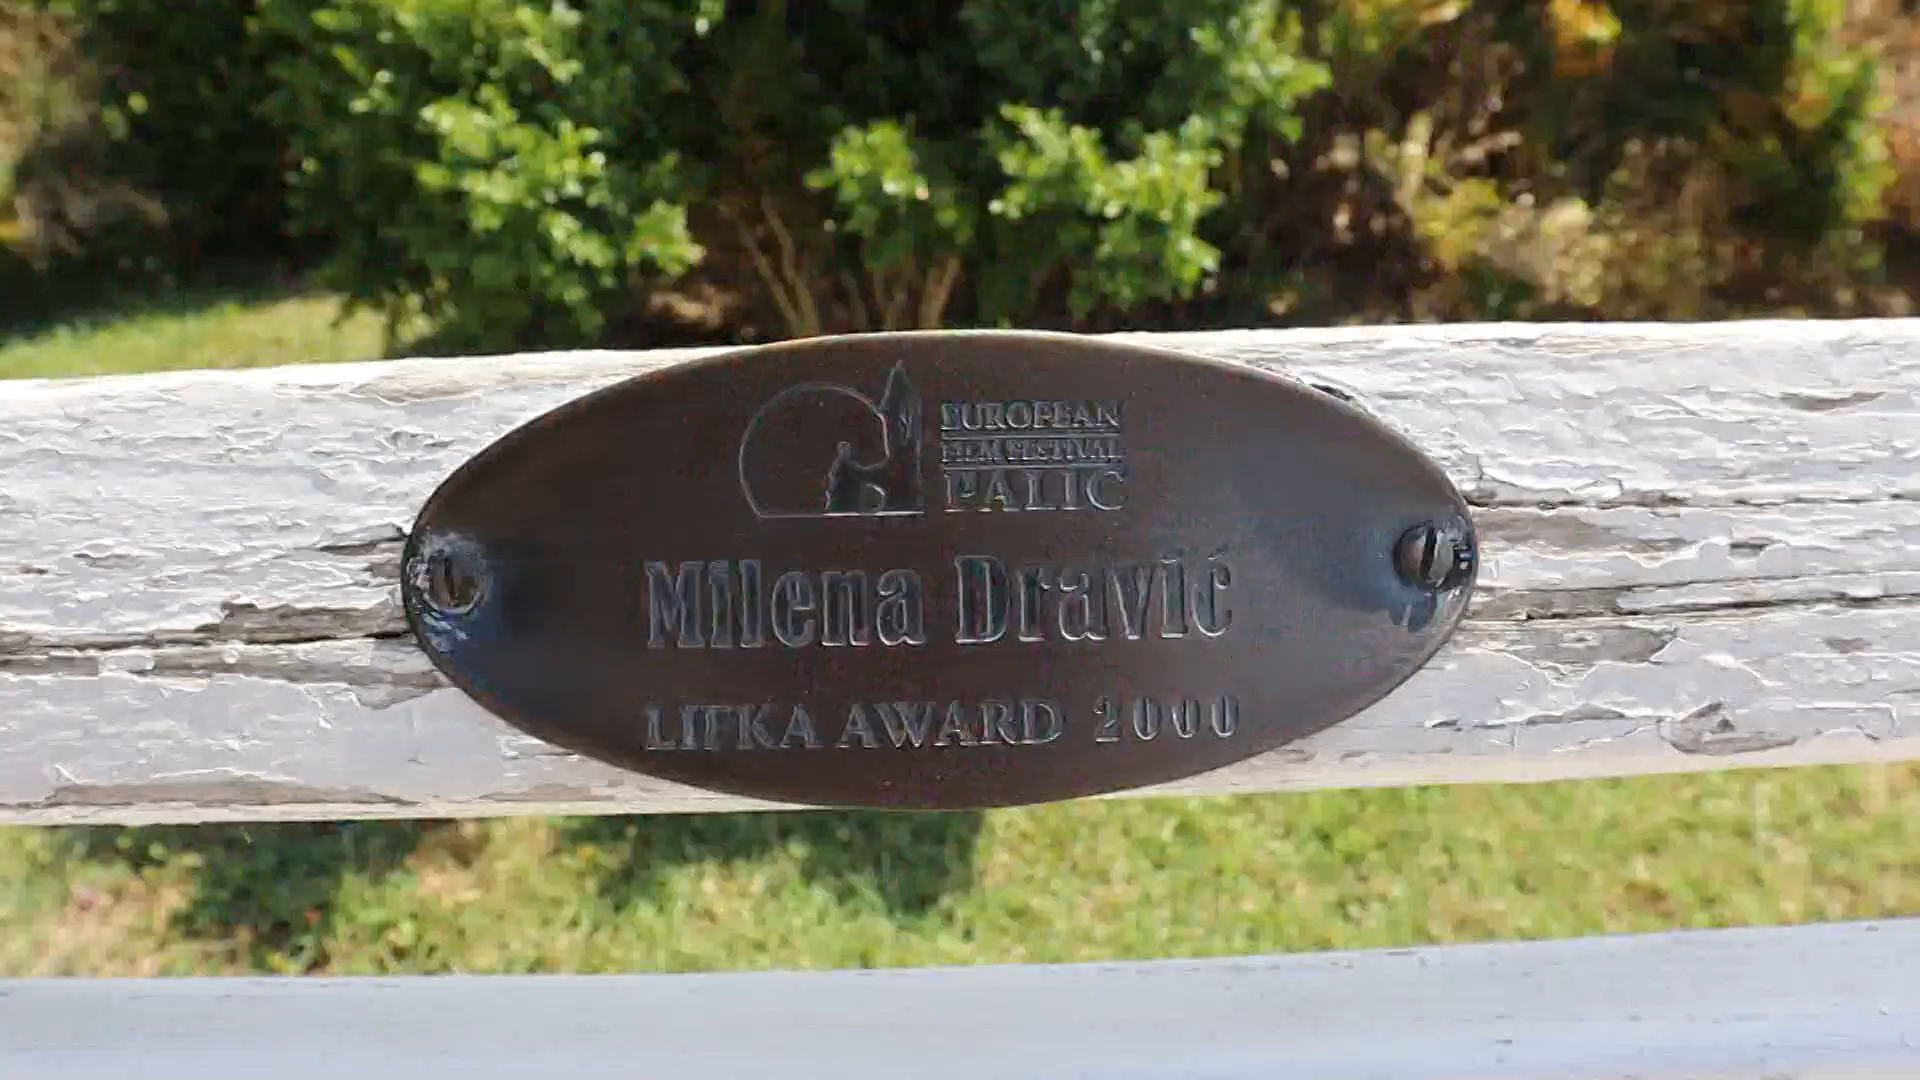 EUROPEAN
FILM FESTIVAL
PALIC
Milena Dravić
LIFKA AWARD 2000